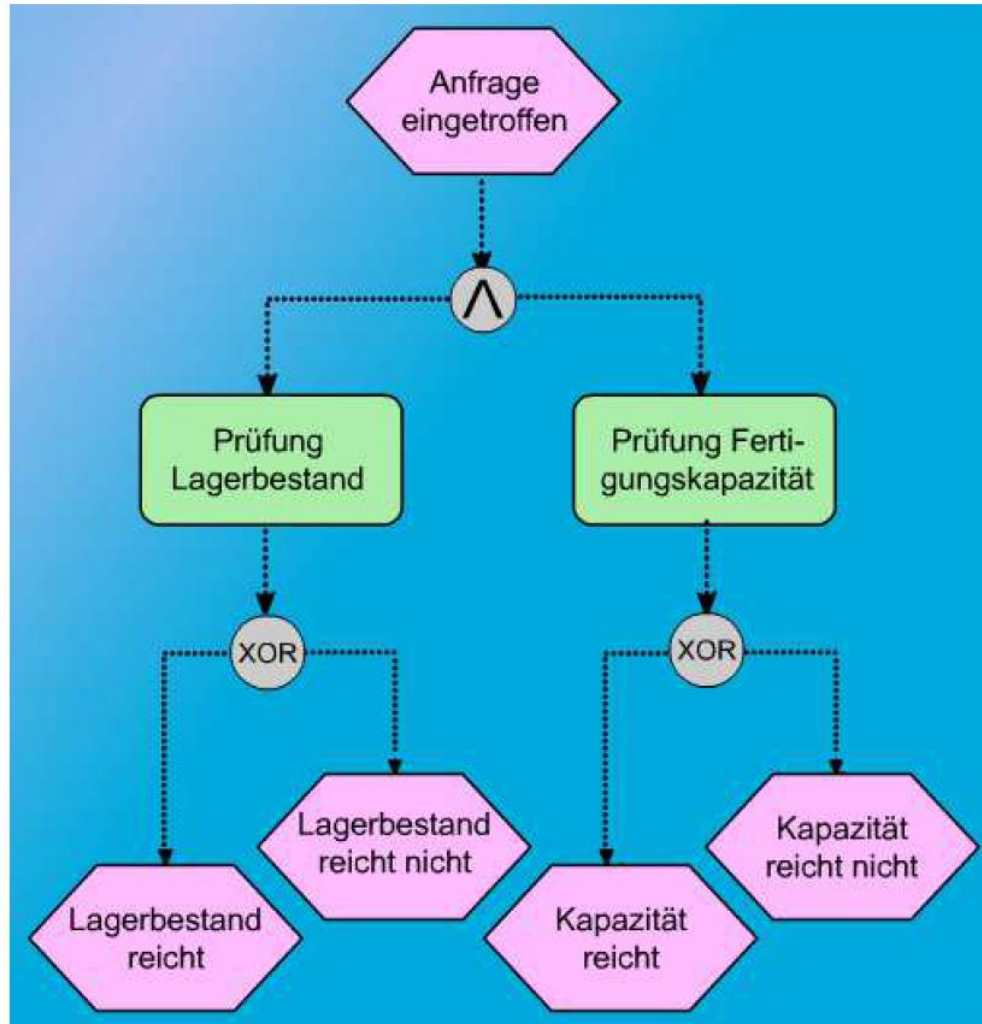 Anfrage
eingetroffen
Λ
Prüfung
Lagerbestand
Prüfung Ferti-
gungskapazität
XOR
XOR
Lagerbestand
reicht nicht
Kapazität
reicht nicht
Lagerbestand
reicht
Kapazität
reicht